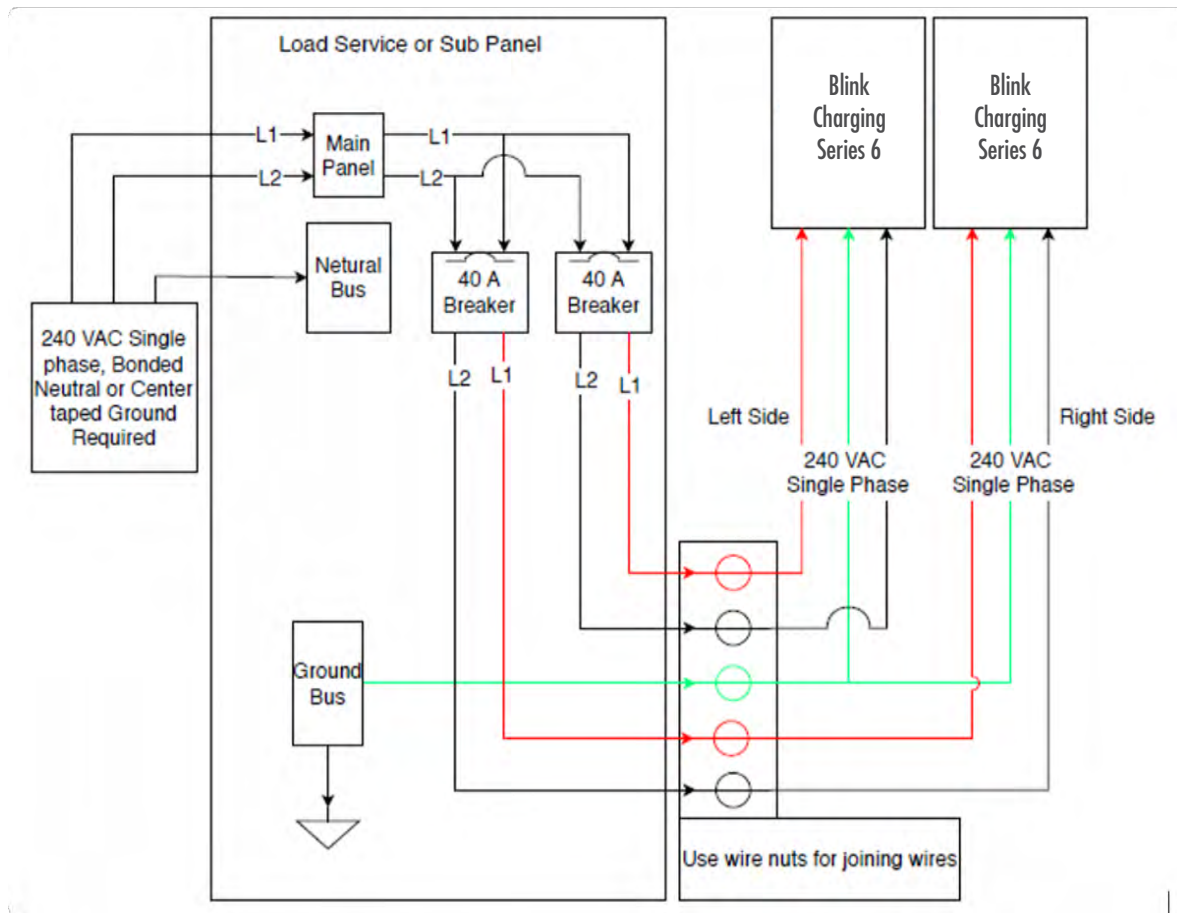 Load Service or Sub Panel
Blink
Charging
Series 6
Blink
Charging
Series 6
L1
L2
Main
Panel
L1
L2
Netural
Bus
40 A
Breaker
40 A
Breaker
240 VAC Single
phase, Bonded
Neutral or Center
taped Ground
Required
L2
L1
L2
L1
Left Side
Right Side
240 VAC
Single Phase
240 VAC
Single Phase
Ground
Bus
Use wire nuts for joining wires